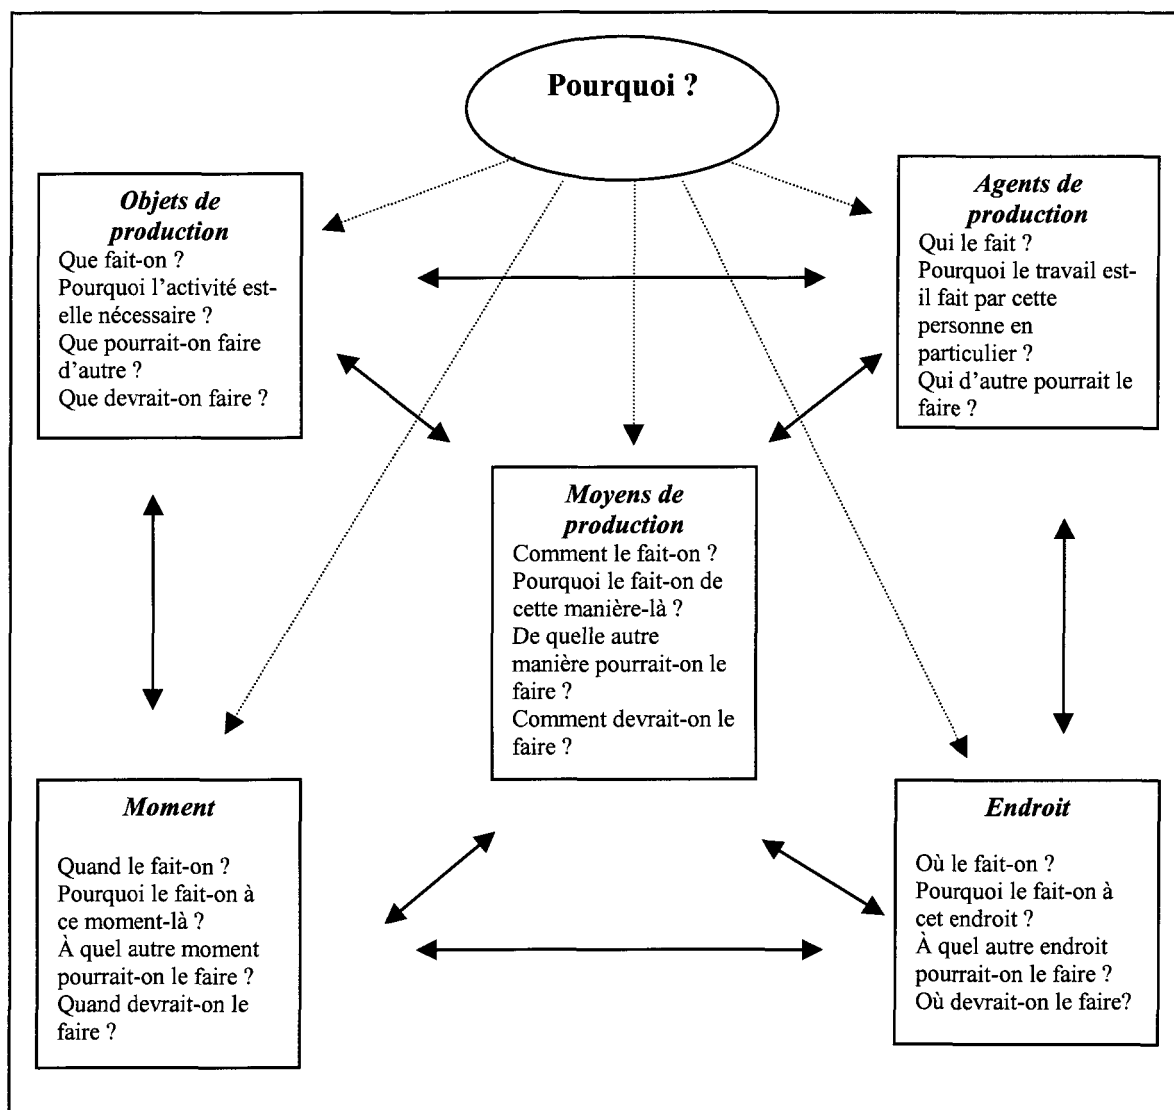 Pourquoi ?
Objets de
production
Que fait-on ?
Pourquoi l'activité est-
elle nécessaire ?
Que pourrait-on faire
d'autre ?
Que devrait-on faire ?
Agents de
production
Qui le fait ?
Pourquoi le travail est-
il fait par cette
personne en
particulier ?
Qui d'autre pourrait le
faire ?
Moyens de
production
Comment le fait-on ?
Pourquoi le fait-on de
cette manière-là ?
De quelle autre
manière pourrait-on le
faire ?
Comment devrait-on le
faire ?
Moment
Quand le fait-on ?
Pourquoi le fait-on à
ce moment-là ?
À quel autre moment
pourrait-on le faire ?
Quand devrait-on le
faire ?
Endroit
Où le fait-on ?
Pourquoi le fait-on à
cet endroit ?
À quel autre endroit
pourrait-on le faire ?
Où devrait-on le faire?